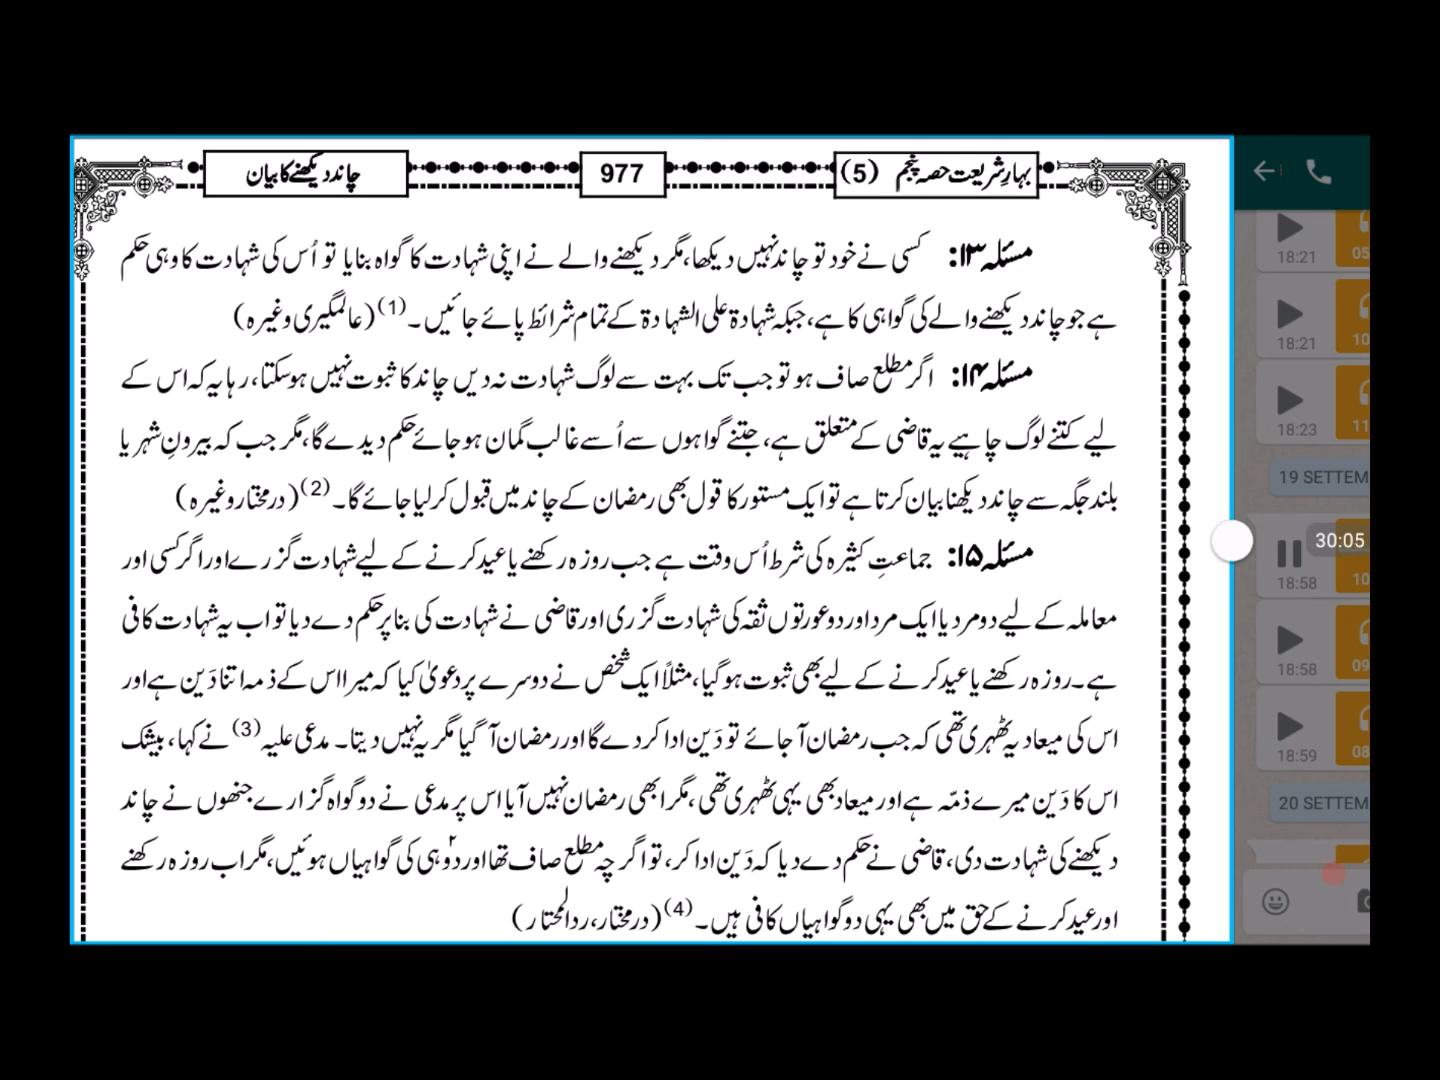 بہارِ شریعت حصہ پنجم (5)
977
چاند دیکھنے کا بیان
مسئلہ ۱۳: کسی نے خود تو چاند نہیں دیکھا، مگر دیکھنے والے نے اپنی شہادت کا گواہ بنایا تو اُس کی شہادت کا وہی حکم
ہے جو چاند دیکھنے والے کی گواہی کا ہے، جبکہ شہادۃ علی الشہادۃ کے تمام شرائط پائے جائیں۔ (1) (عالمگیری وغیرہ)
مسئلہ ۱۴: اگر مطلع صاف ہو تو جب تک بہت سے لوگ شہادت نہ دیں چاند کا ثبوت نہیں ہو سکتا، رہا یہ کہ اس کے
لیے کتنے لوگ چاہیے یہ قاضی کے متعلق ہے، جتنے گواہوں سے اُسے غالب گمان ہو جائے حکم دیدے گا، مگر جب کہ بیرونِ شہر یا
بلند جگہ سے چاند دیکھنا بیان کرتا ہے تو ایک مستور کا قول بھی رمضان کے چاند میں قبول کر لیا جائے گا۔ (2) (درمختار وغیرہ)
مسئلہ ۱۵: جماعتِ کثیرہ کی شرط اُس وقت ہے جب روزہ رکھنے یا عید کرنے کے لیے شہادت گزرے اور اگر کسی اور
معاملہ کے لیے دو مرد یا ایک مرد اور دو عورتوں ثقہ کی شہادت گزری اور قاضی نے شہادت کی بنا پر حکم دے دیا تو اب یہ شہادت کافی
ہے۔ روزہ رکھنے یا عید کرنے کے لیے بھی ثبوت ہو گیا، مثلاً ایک شخص نے دوسرے پر دعویٰ کیا کہ میرا اس کے ذمہ اتنا دَین ہے اور
اس کی میعاد یہ ٹھہری تھی کہ جب رمضان آ جائے تو دَین ادا کر دے گا اور رمضان آ گیا مگر یہ نہیں دیتا۔ مدعی علیہ (3) نے کہا، بیشک
اس کا دَین میرے ذمّہ ہے اور میعاد بھی یہی ٹھہری تھی، مگر ابھی رمضان نہیں آیا اس پر مدعی نے دو گواہ گزارے جنھوں نے چاند
دیکھنے کی شہادت دی، قاضی نے حکم دے دیا کہ دَین ادا کر، تو اگرچہ مطلع صاف تھا اور دو ۲ ہی کی گواہیاں ہوئیں، مگر اب روزہ رکھنے
اور عید کرنے کے حق میں بھی یہی دو گواہیاں کافی ہیں۔ (4) (درمختار، ردالمحتار)
18:21
05
18:21
10
18:23
11
19 SETTEM
30:05
18:58
10
18:58
09
18:59
08
20 SETTEM